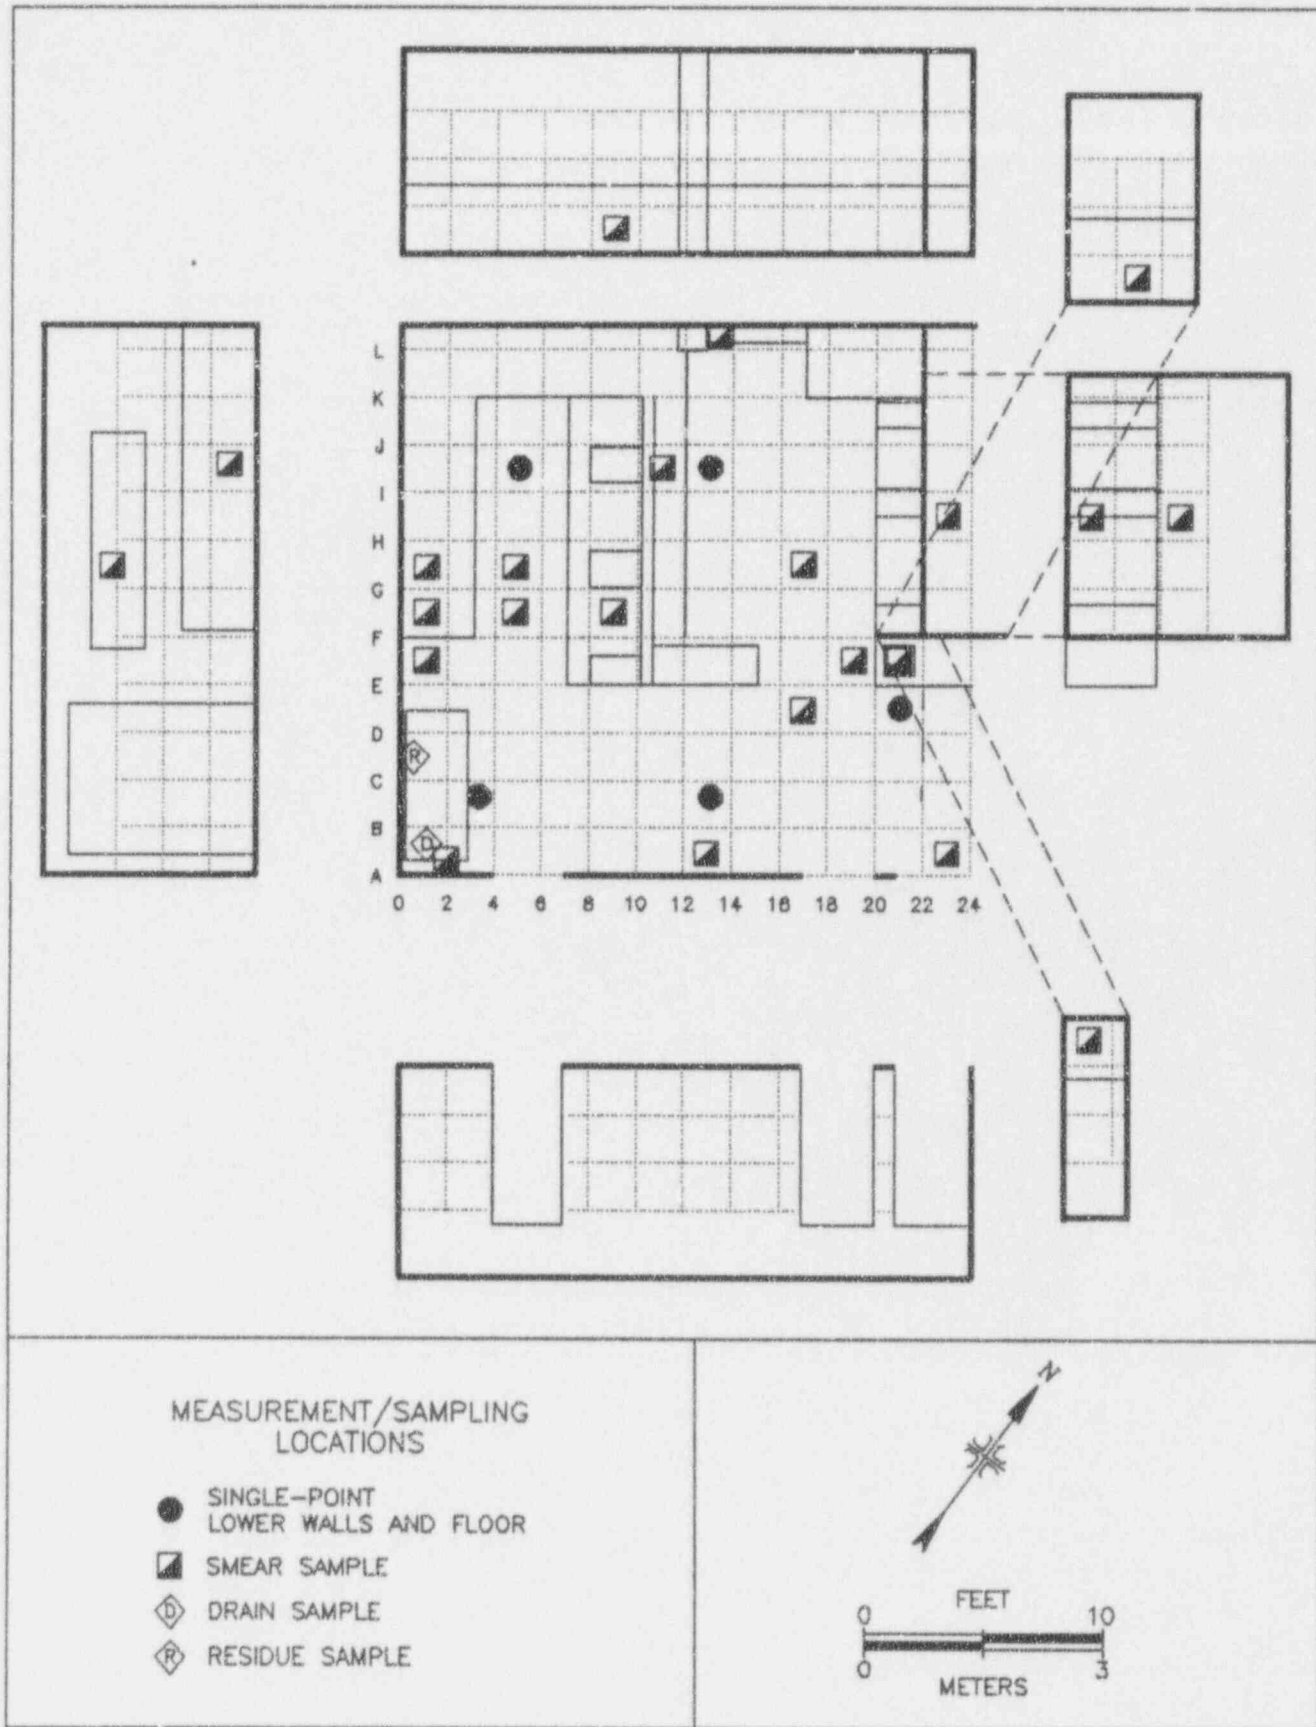 L
K
J
I
H
G
F
E
D
R
C
B
D
A
0 2 4 6 8 10 12 14 16 18 20 22 24
MEASUREMENT/SAMPLING
LOCATIONS
SINGLE-POINT
LOWER WALLS AND FLOOR
SMEAR SAMPLE
D DRAIN SAMPLE
R RESIDUE SAMPLE
N
FEET
0 10
0 3
METERS